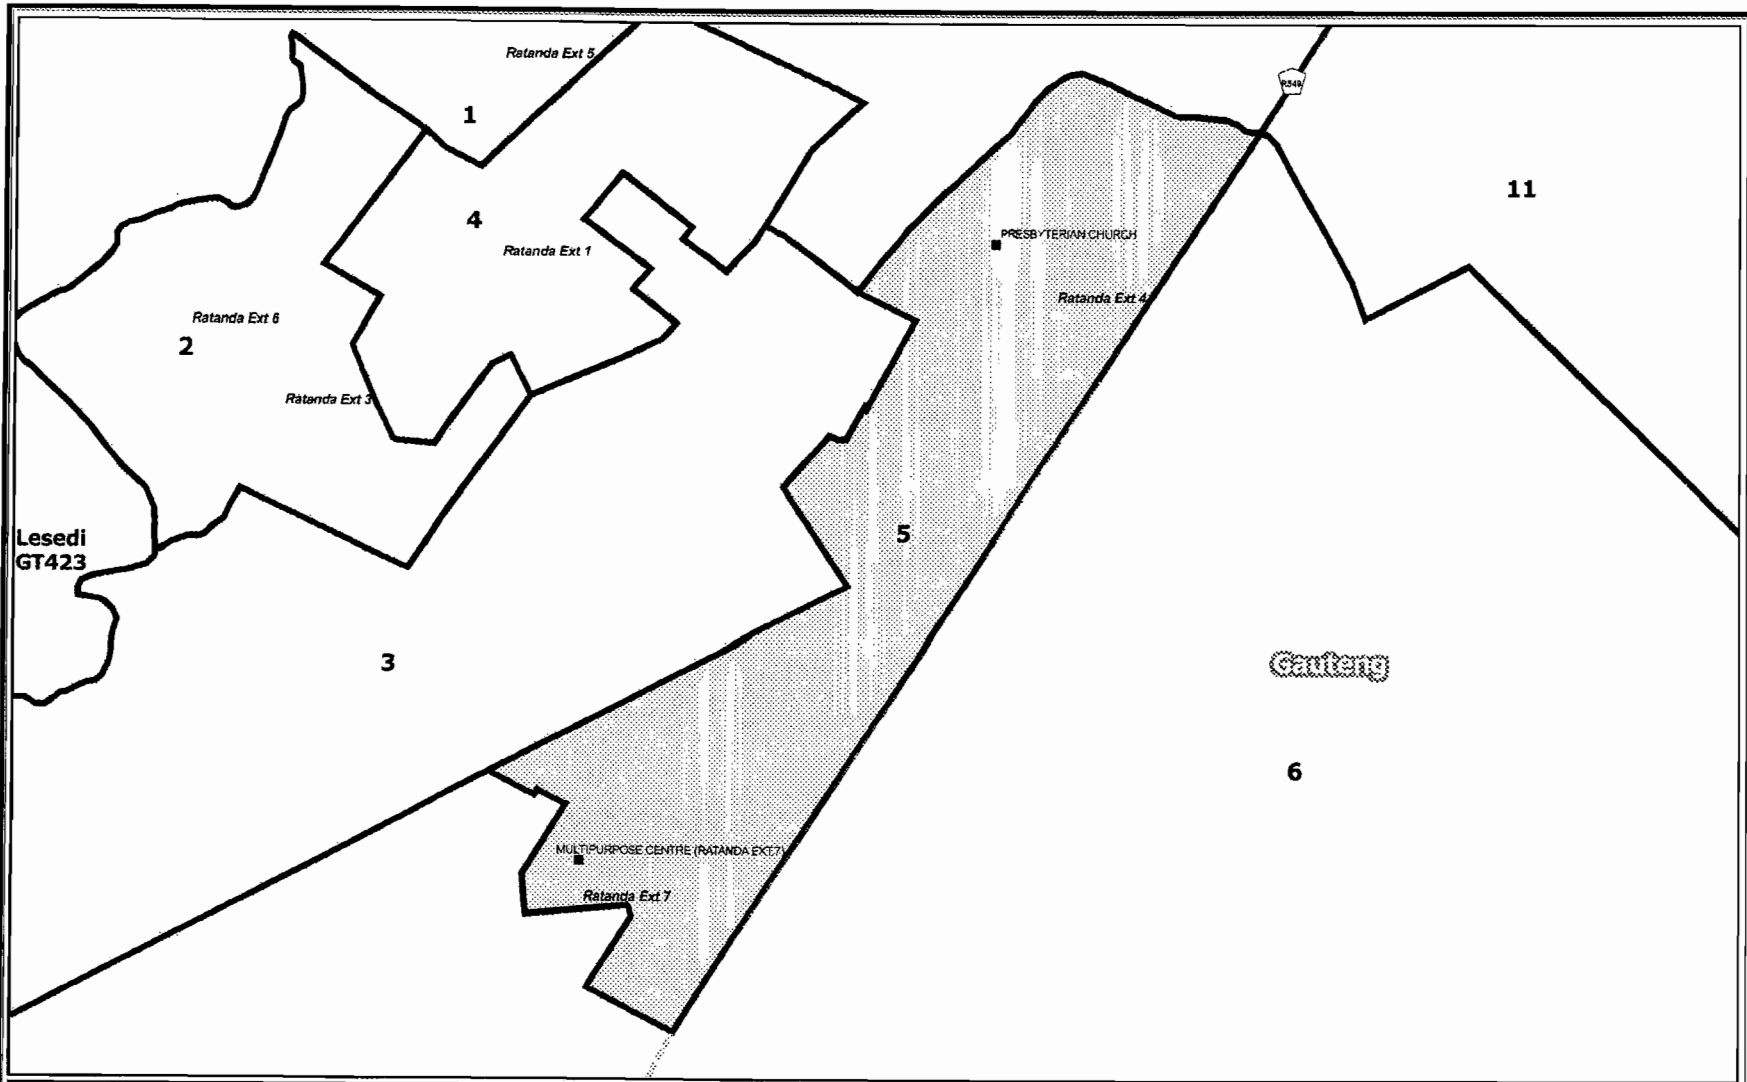 Ratanda Ext 5
R549
1
11
4
PRESBYTERIAN CHURCH
Ratanda Ext 1
Ratanda Ext 4
Ratanda Ext 6
2
Ratanda Ext 3
5
Lesedi
GT423
3
Gauteng
6
MULTIPURPOSE CENTRE (RATANDA EXT 7)
Ratanda Ext 7